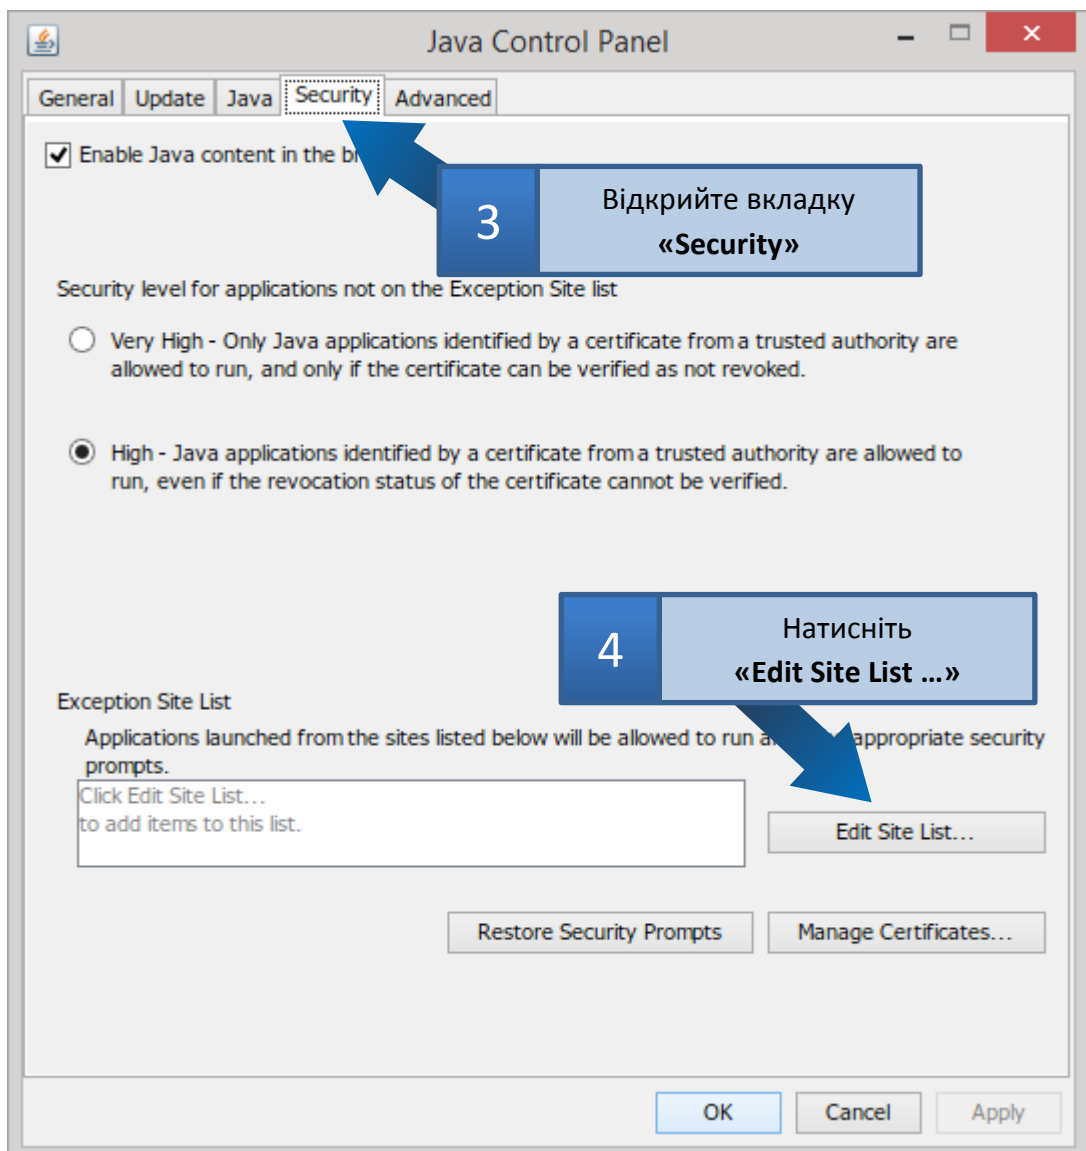 Java Control Panel
General Update Java Security Advanced
Enable Java content in the
3
Відкрийте вкладку
«Security»
Security level for applications not on the Exception Site list
Very High - Only Java applications identified by a certificate from a trusted authority are
allowed to run, and only if the certificate can be verified as not revoked.
High - Java applications identified by a certificate from a trusted authority are allowed to
run, even if the revocation status of the certificate cannot be verified.
4
Натисніть
«Edit Site List ...»
Exception Site List
Applications launched from the sites listed below will be allowed to run appropriate security
prompts.
Click Edit Site List...
to add items to this list.
Edit Site List...
Restore Security Prompts
Manage Certificates...
OK
Cancel
Apply